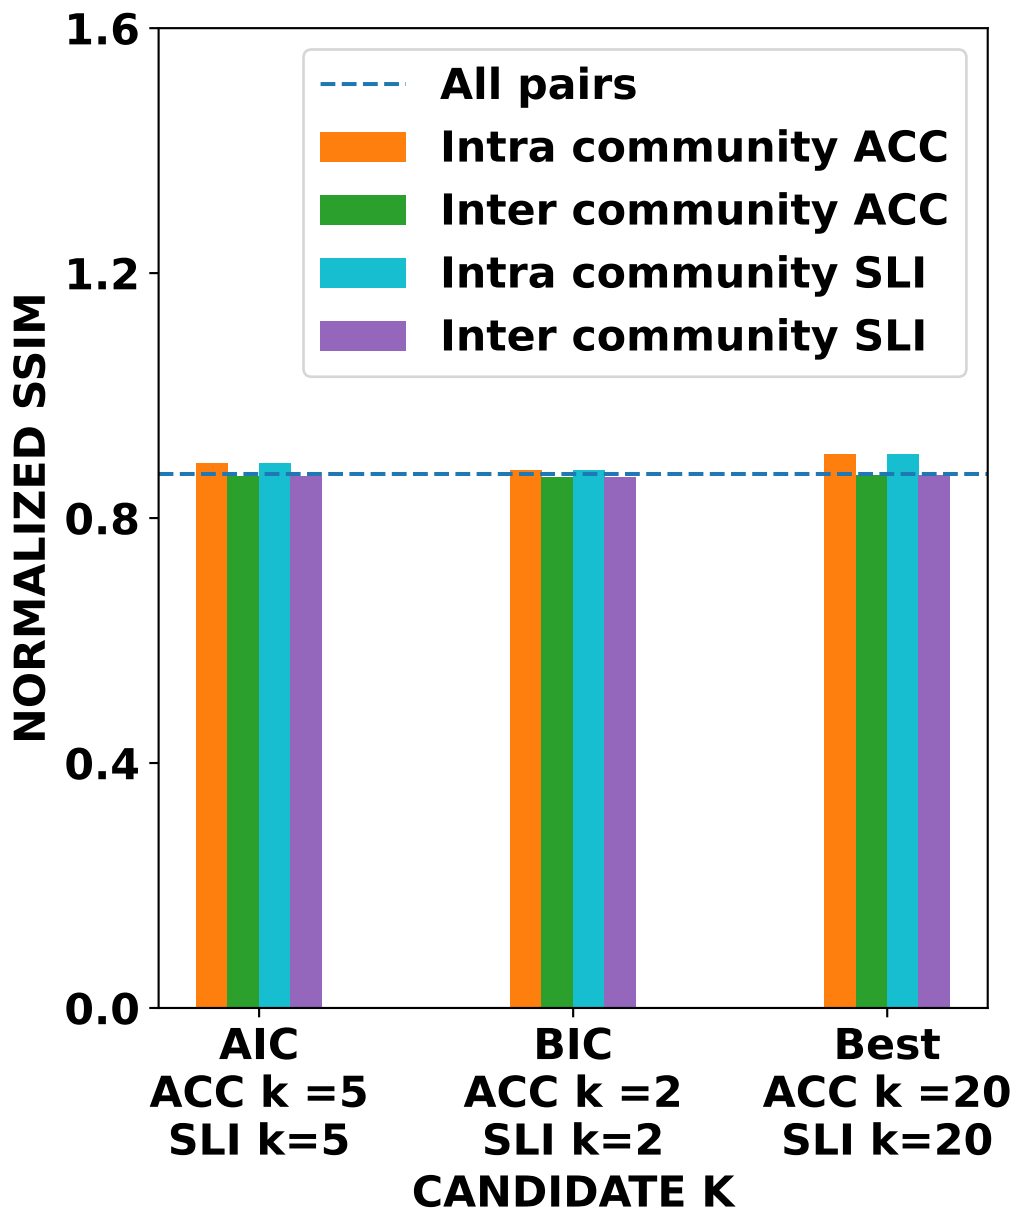 1.6
1.2
0.8
0.4
0.0
NORMALIZED SSIM
All pairs
Intra community ACC
Inter community ACC
Intra community SLI
Inter community SLI
AIC
ACC k =5
SLI k=5
BIC
ACC k =2
SLI k=2
Best
ACC k =20
SLI k=20
CANDIDATE K